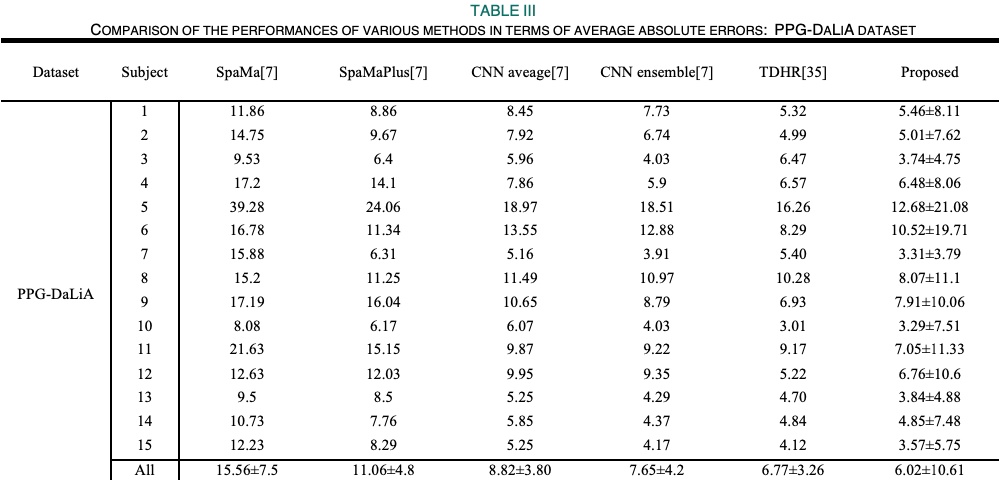 TABLE III
COMPARISON OF THE PERFORMANCES OF VARIOUS METHODS IN TERMS OF AVERAGE ABSOLUTE ERRORS: PPG-DALIA DATASET
Dataset Subject SpaMa[7] SpaMaPlus[7] CNN aveage[7] CNN ensemble[7] TDHR[35] Proposed
1 11.86 8.86 8.45 7.73 5.32 5.46±8.11
2 14.75 9.67 7.92 6.74 4.99 5.01±7.62
3 9.53 6.4 5.96 4.03 6.47 3.74±4.75
4 17.2 14.1 7.86 5.9 6.57 6.48±8.06
5 39.28 24.06 18.97 18.51 16.26 12.68±21.08
6 16.78 11.34 13.55 12.88 8.29 10.52±19.71
7 15.88 6.31 5.16 3.91 5.40 3.31±3.79
8 15.2 11.25 11.49 10.97 10.28 8.07±11.1
PPG-DaLiA
9 17.19 16.04 10.65 8.79 6.93 7.91±10.06
10 8.08 6.17 6.07 4.03 3.01 3.29±7.51
11 21.63 15.15 9.87 9.22 9.17 7.05±11.33
12 12.63 12.03 9.95 9.35 5.22 6.76±10.6
13 9.5 8.5 5.25 4.29 4.70 3.84±4.88
14 10.73 7.76 5.85 4.37 4.84 4.85±7.48
15 12.23 8.29 5.25 4.17 4.12 3.57±5.75
All 15.56±7.5 11.06±4.8 8.82±3.80 7.65±4.2 6.77±3.26 6.02±10.61